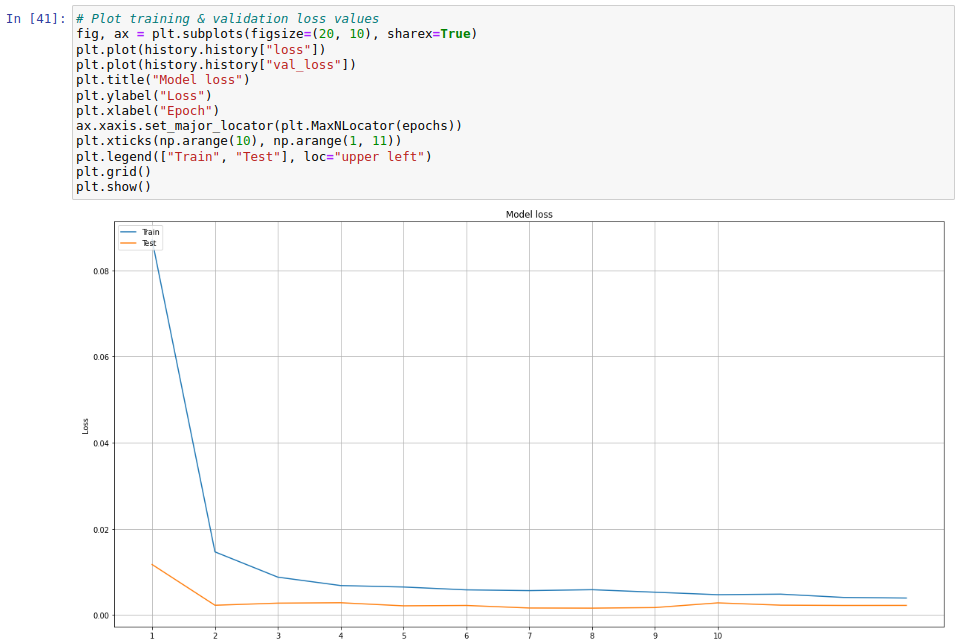 In [41]:
# Plot training & validation loss values
fig, ax = plt.subplots(figsize=(20, 10), sharex=True)
plt.plot(history.history["loss"])
plt.plot(history.history["val_loss"])
plt.title("Model loss")
plt.ylabel("Loss")
plt.xlabel("Epoch")
ax.xaxis.set_major_locator(plt.MaxNLocator(epochs))
plt.xticks(np.arange(10), np.arange(1, 11))
plt.legend(["Train", "Test"], loc="upper left")
plt.grid()
plt.show()
Model loss
Train
Test
0.08
0.06
0.04
0.02
0.00
Loss
1 2 3 4 5 6 7 8 9 10